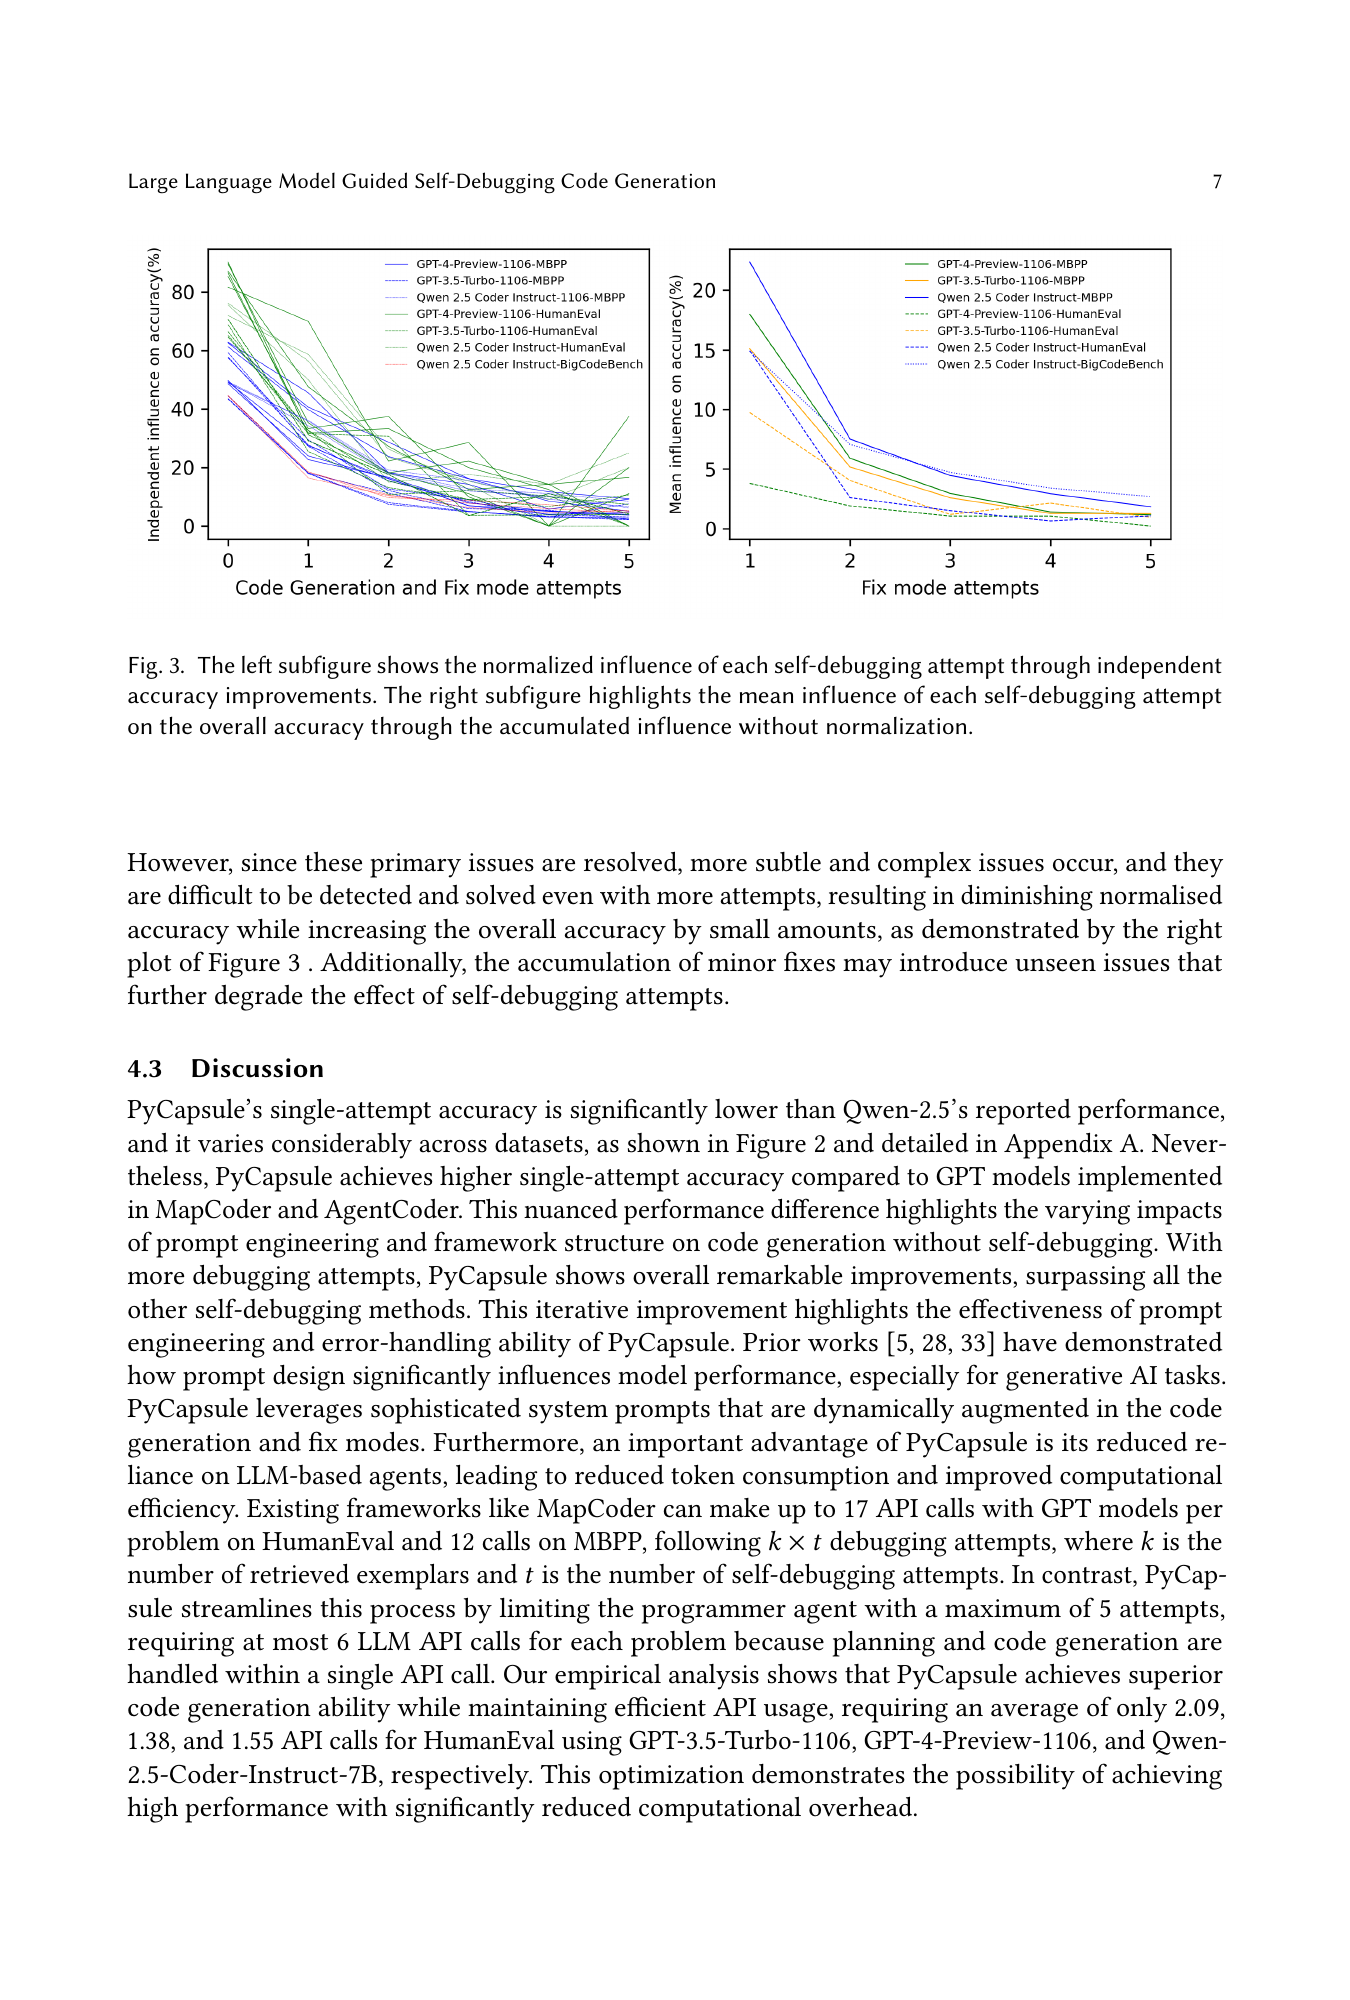 Large Language Model Guided Self-Debugging Code Generation 7
Independent influence on accuracy(%)
80
60
40
20
0
0 1 2 3 4 5
Code Generation and Fix mode attempts
GPT-4-Preview-1106-MBPP
GPT-3.5-Turbo-1106-MBPP
Qwen 2.5 Coder Instruct-1106-MBPP
GPT-4-Preview-1106-HumanEval
GPT-3.5-Turbo-1106-HumanEval
Qwen 2.5 Coder Instruct-HumanEval
Qwen 2.5 Coder Instruct-BigCodeBench
Mean influence on accuracy(%)
20
15
10
5
0
1 2 3 4 5
Fix mode attempts
GPT-4-Preview-1106-MBPP
GPT-3.5-Turbo-1106-MBPP
Qwen 2.5 Coder Instruct-MBPP
GPT-4-Preview-1106-HumanEval
GPT-3.5-Turbo-1106-HumanEval
Qwen 2.5 Coder Instruct-HumanEval
Qwen 2.5 Coder Instruct-BigCodeBench
Fig. 3. The left subfigure shows the normalized influence of each self-debugging attempt through independent
accuracy improvements. The right subfigure highlights the mean influence of each self-debugging attempt
on the overall accuracy through the accumulated influence without normalization.
However, since these primary issues are resolved, more subtle and complex issues occur, and they
are difficult to be detected and solved even with more attempts, resulting in diminishing normalised
accuracy while increasing the overall accuracy by small amounts, as demonstrated by the right
plot of Figure 3 . Additionally, the accumulation of minor fixes may introduce unseen issues that
further degrade the effect of self-debugging attempts.
4.3 Discussion
PyCapsule's single-attempt accuracy is significantly lower than Qwen-2.5's reported performance,
and it varies considerably across datasets, as shown in Figure 2 and detailed in Appendix A. Never-
theless, PyCapsule achieves higher single-attempt accuracy compared to GPT models implemented
in MapCoder and AgentCoder. This nuanced performance difference highlights the varying impacts
of prompt engineering and framework structure on code generation without self-debugging. With
more debugging attempts, PyCapsule shows overall remarkable improvements, surpassing all the
other self-debugging methods. This iterative improvement highlights the effectiveness of prompt
engineering and error-handling ability of PyCapsule. Prior works [5, 28, 33] have demonstrated
how prompt design significantly influences model performance, especially for generative AI tasks.
PyCapsule leverages sophisticated system prompts that are dynamically augmented in the code
generation and fix modes. Furthermore, an important advantage of PyCapsule is its reduced re-
liance on LLM-based agents, leading to reduced token consumption and improved computational
efficiency. Existing frameworks like MapCoder can make up to 17 API calls with GPT models per
problem on HumanEval and 12 calls on MBPP, following k × t debugging attempts, where k is the
number of retrieved exemplars and t is the number of self-debugging attempts. In contrast, PyCap-
sule streamlines this process by limiting the programmer agent with a maximum of 5 attempts,
requiring at most 6 LLM API calls for each problem because planning and code generation are
handled within a single API call. Our empirical analysis shows that PyCapsule achieves superior
code generation ability while maintaining efficient API usage, requiring an average of only 2.09,
1.38, and 1.55 API calls for HumanEval using GPT-3.5-Turbo-1106, GPT-4-Preview-1106, and Qwen-
2.5-Coder-Instruct-7B, respectively. This optimization demonstrates the possibility of achieving
high performance with significantly reduced computational overhead.